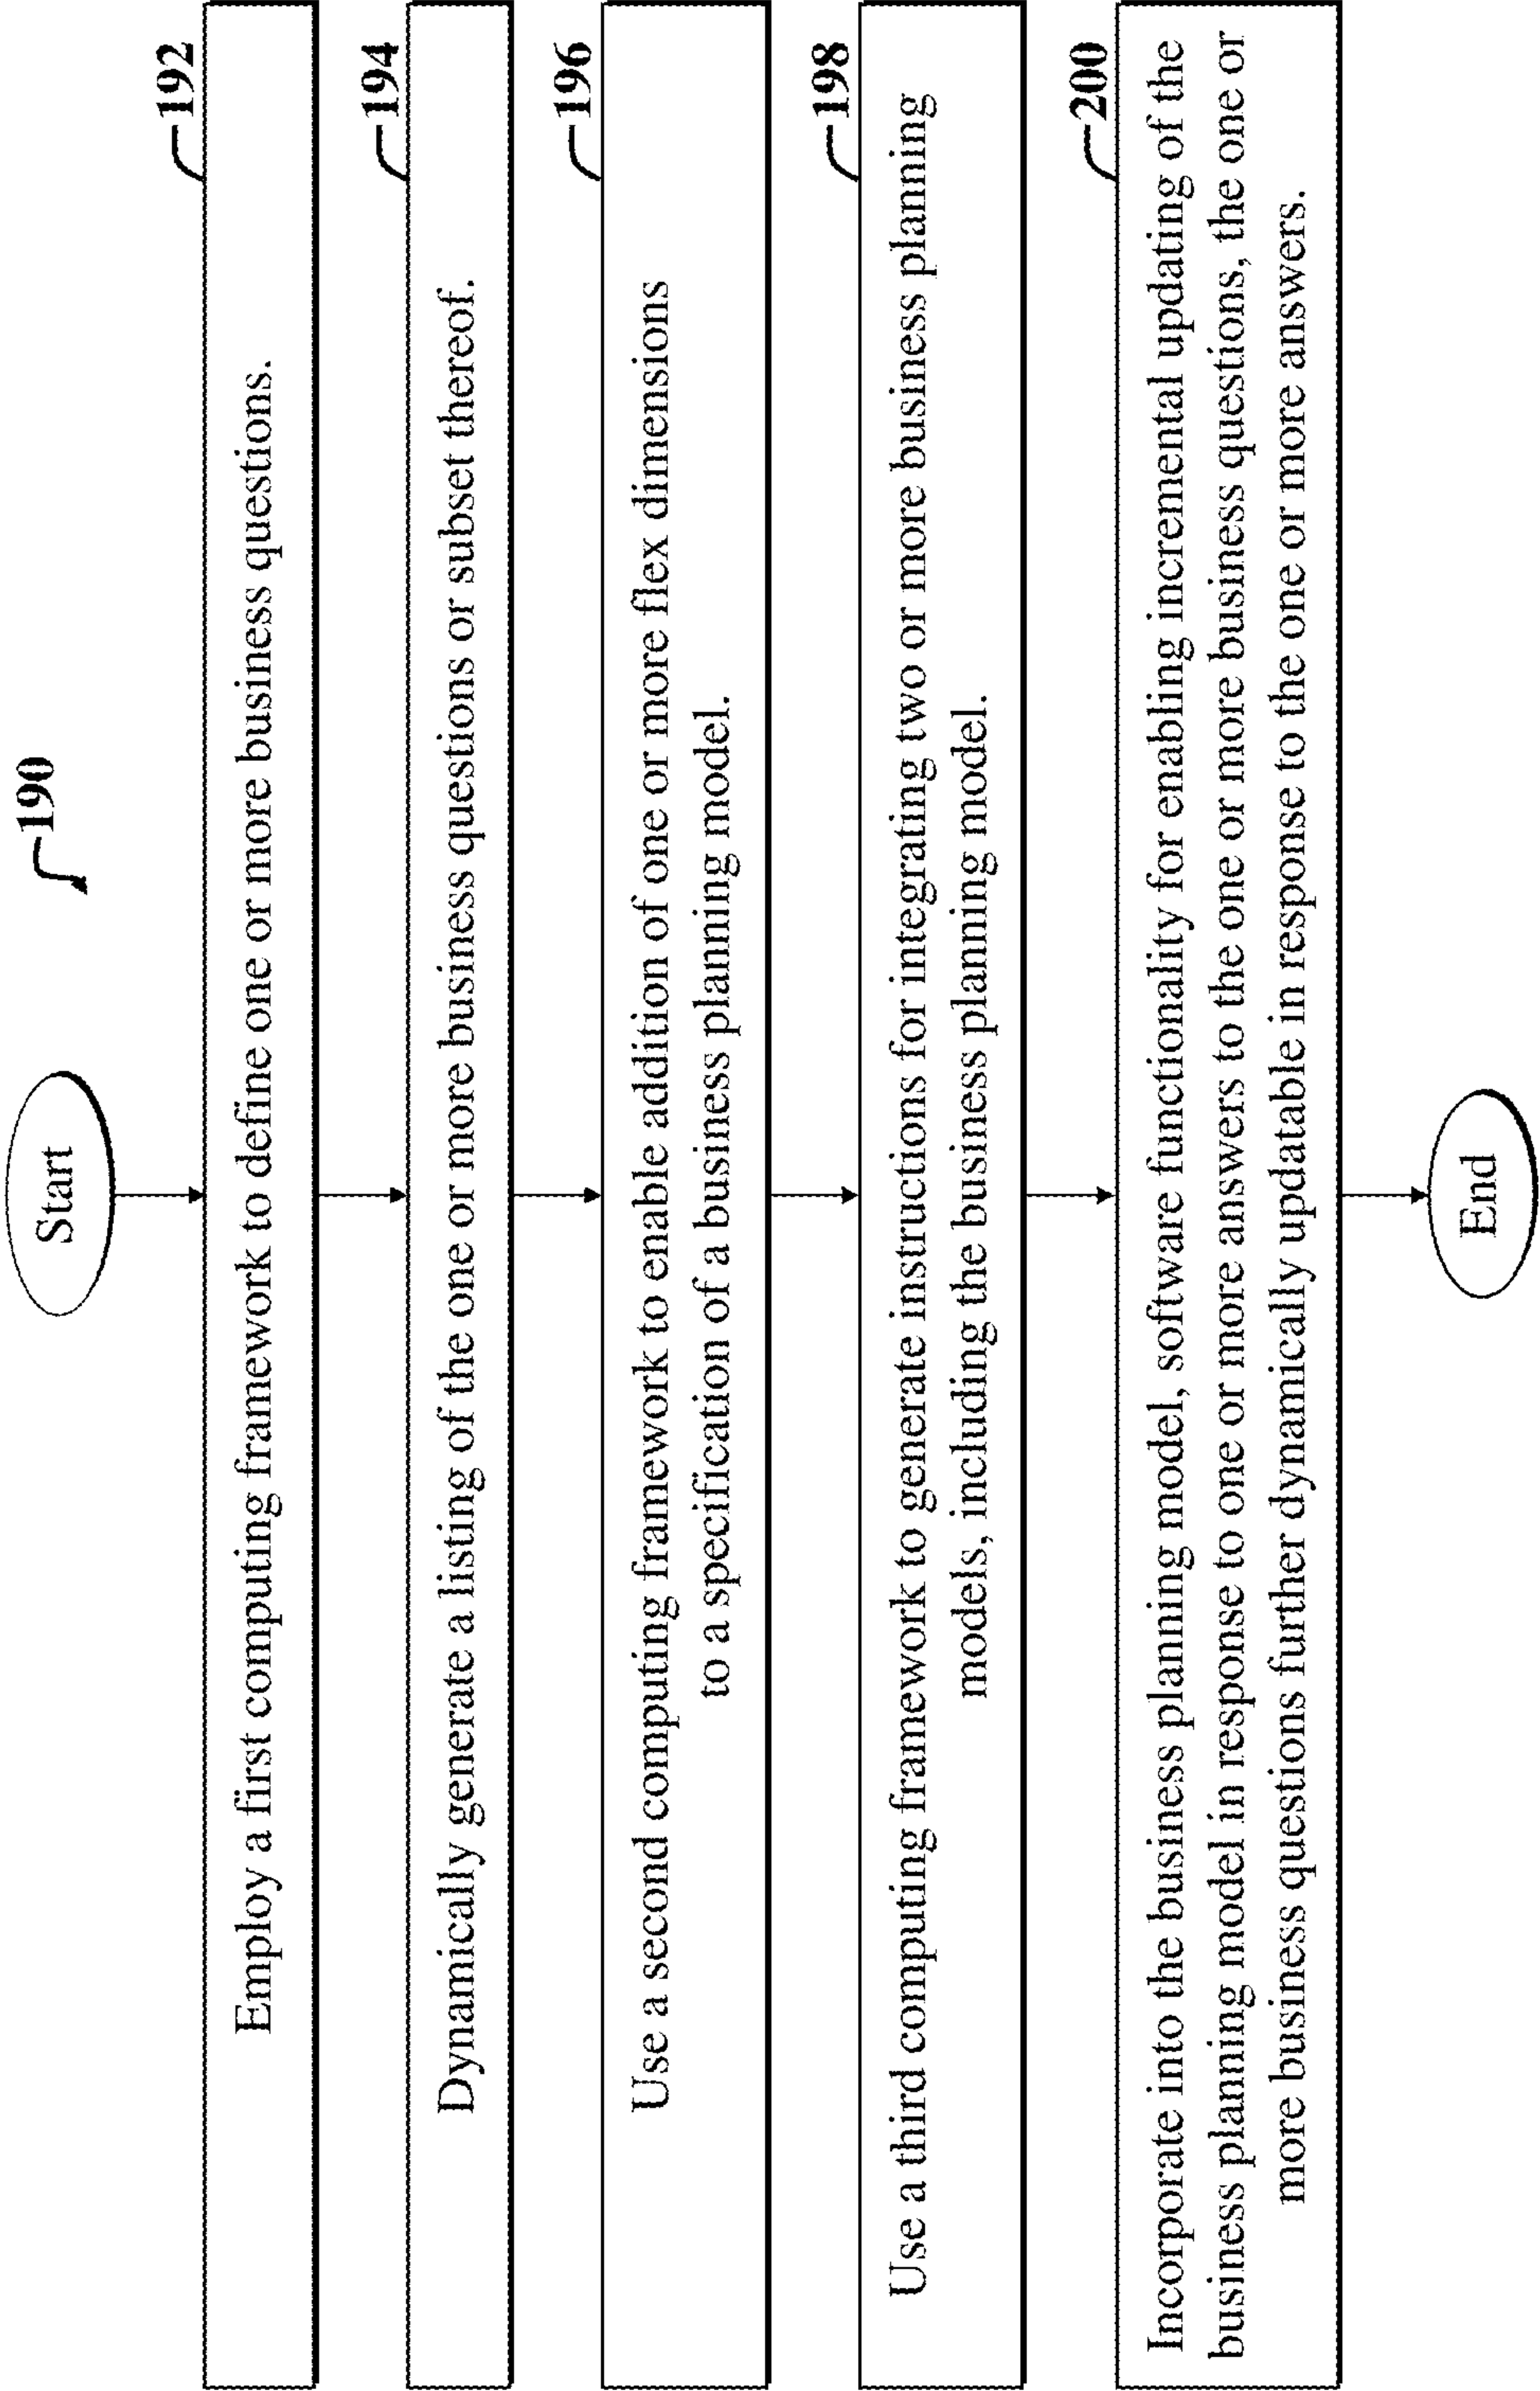 190
Start
192
Employ a first computing framework to define one or more business questions.
194
Dynamically generate a listing of the one or more business questions or subset thereof.
196
Use a second computing framework to enable addition of one or more flex dimensions
to a specification of a business planning model.
198
Use a third computing framework to generate instructions for integrating two or more business planning
models, including the business planning model.
200
Incorporate into the business planning model, software functionality for enabling incremental updating of the
business planning model in response to one or more answers to the one or more business questions, the one or
more business questions further dynamically updatable in response to the one or more answers.
End